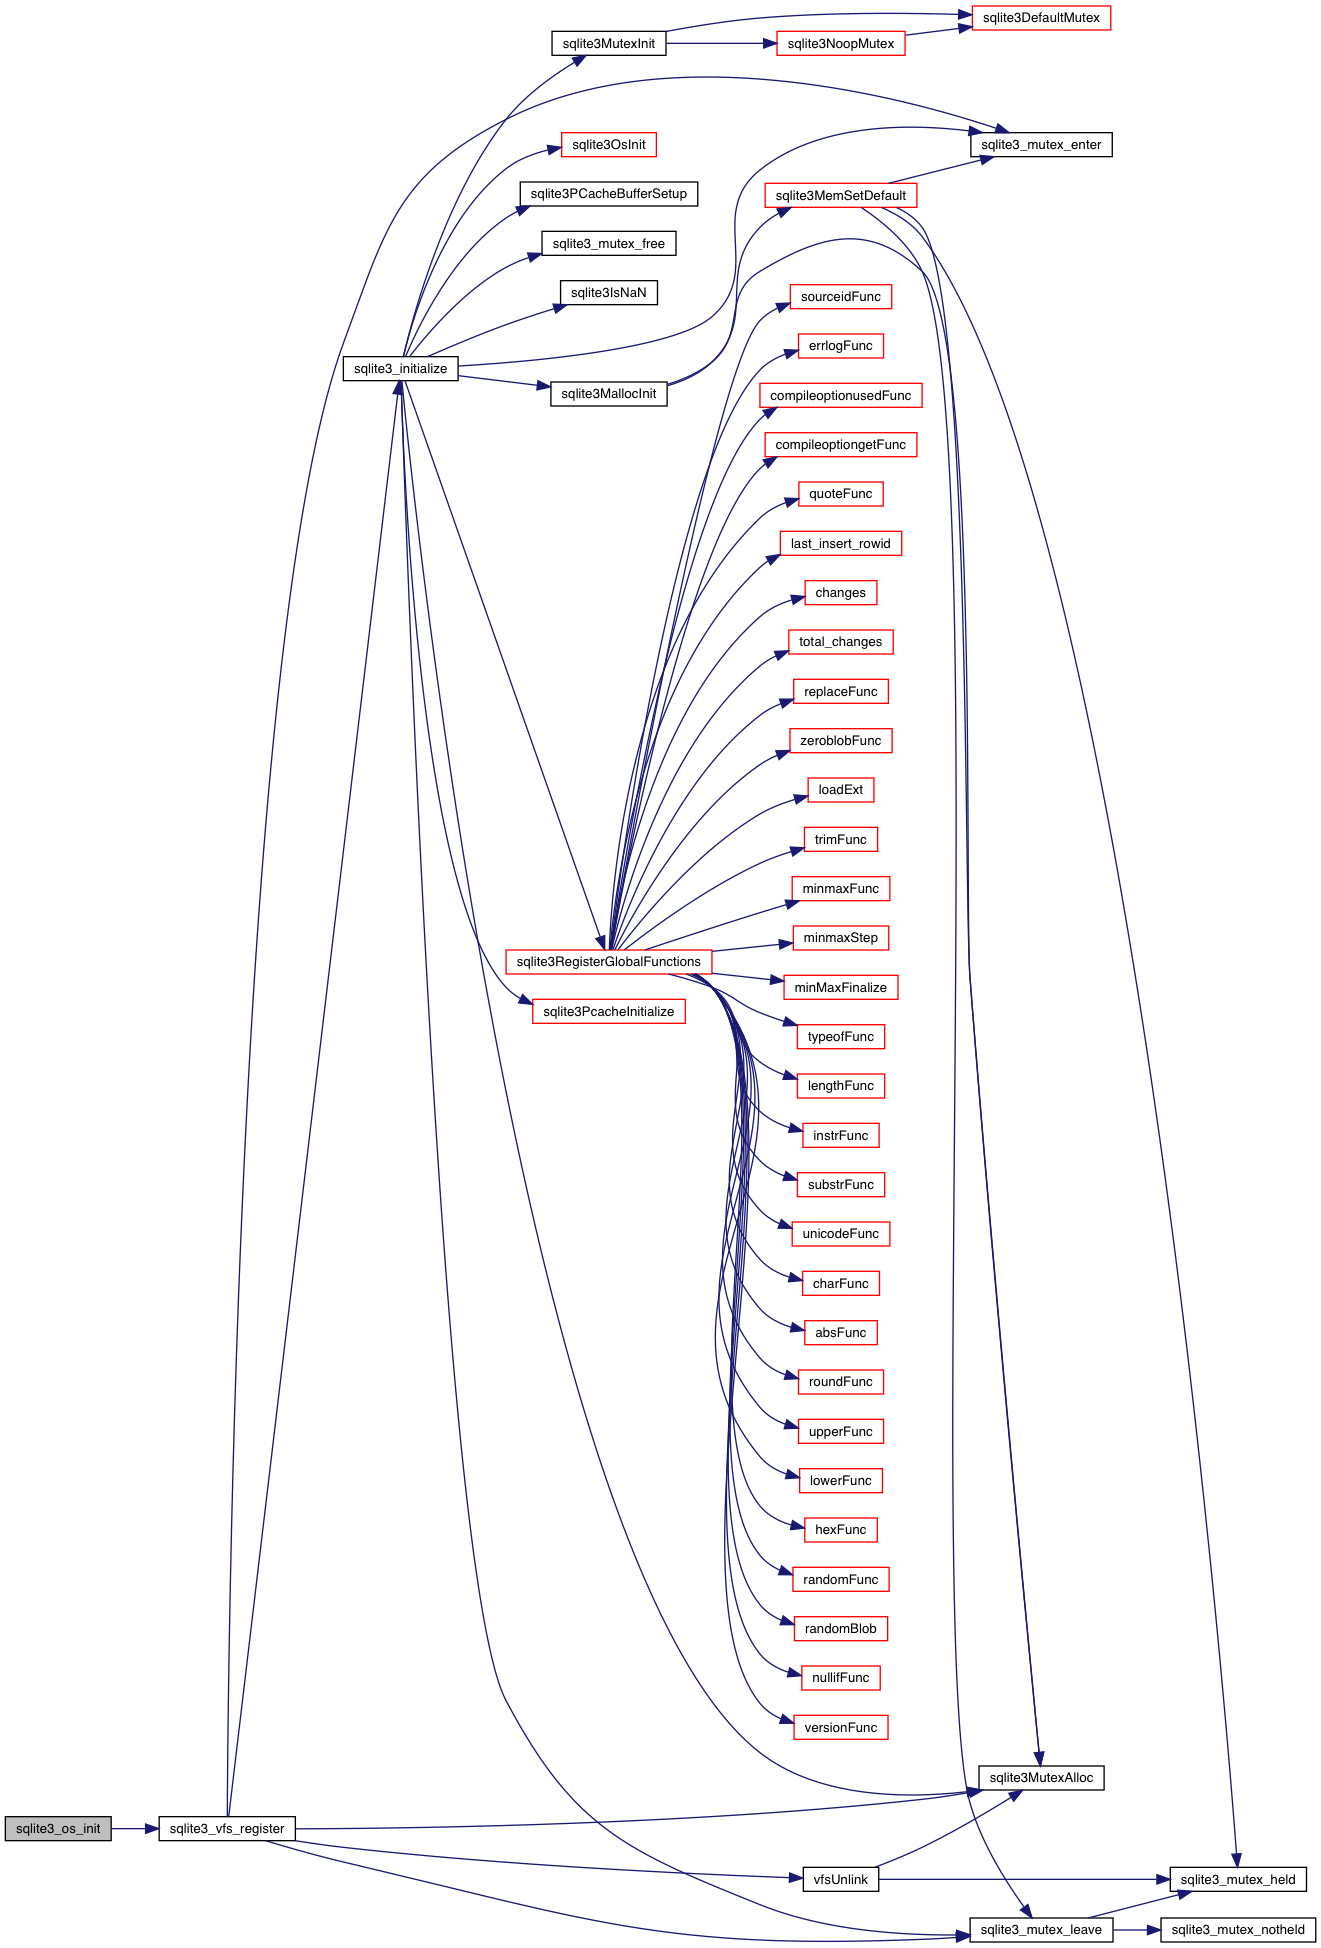 sqlite3DefaultMutex
sqlite3MutexInit
sqlite3NoopMutex
sqlite3OsInit
sqlite3_mutex_enter
sqlite3PCacheBufferSetup
sqlite3MemSetDefault
sqlite3_mutex_free
sqlite3IsNaN
sourceidFunc
errlogFunc
sqlite3_initialize
sqlite3MallocInit
compileoptionusedFunc
compileoptiongetFunc
quoteFunc
last_insert_rowid
changes
total_changes
replaceFunc
zeroblobFunc
loadExt
trimFunc
minmaxFunc
minmaxStep
sqlite3RegisterGlobalFunctions
minMaxFinalize
sqlite3PcacheInitialize
typeofFunc
lengthFunc
instrFunc
substrFunc
unicodeFunc
charFunc
absFunc
roundFunc
upperFunc
lowerFunc
hexFunc
randomFunc
randomBlob
nullifFunc
versionFunc
sqlite3MutexAlloc
sqlite3_os_init
sqlite3_vfs_register
vfsUnlink
sqlite3_mutex_held
sqlite3_mutex_leave
sqlite3_mutex_notheld